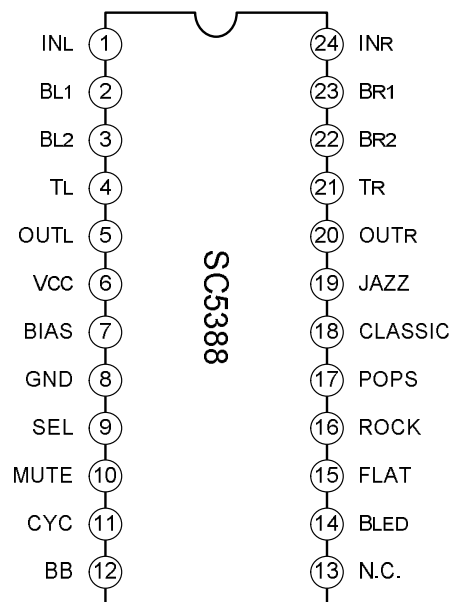 INL 1 24 INR
BL1 2 23 BR1
BL2 3 22 BR2
TL 4 21 TR
OUTL 5 20 OUTR
VCC 6 19 JAZZ
BIAS 7 18 CLASSIC
GND 8 17 POPS
SEL 9 16 ROCK
MUTE 10 15 FLAT
CYC 11 14 BLED
BB 12 13 N.C.
SC5388